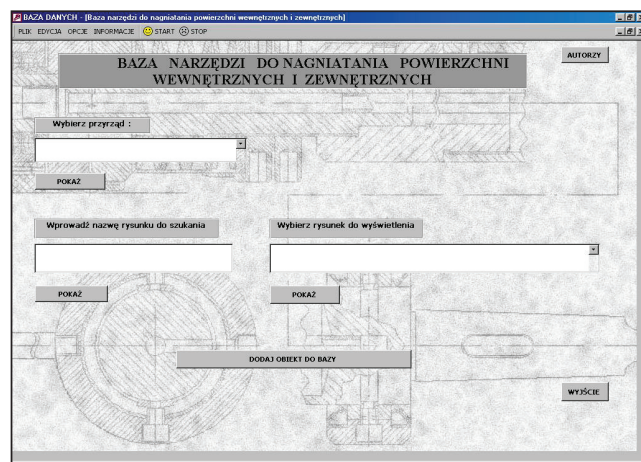 BAZA DANYCH - [Baza narzędzi do nagniatania powierzchni wewnętrznych i zewnętrznych]
PLIK EDYCJA OPCJE INFORMACJE START STOP
AUTORZY
BAZA NARZĘDZI DO NAGNIATANIA POWIERZCHNI
WEWNĘTRZNYCH I ZEWNĘTRZNYCH
Wybierz przyrząd :
POKAŻ
Wprowadź nazwę rysunku do szukania
Wybierz rysunek do wyświetlenia
POKAŻ
POKAŻ
DODAJ OBIEKT DO BAZY
WYJŚCIE